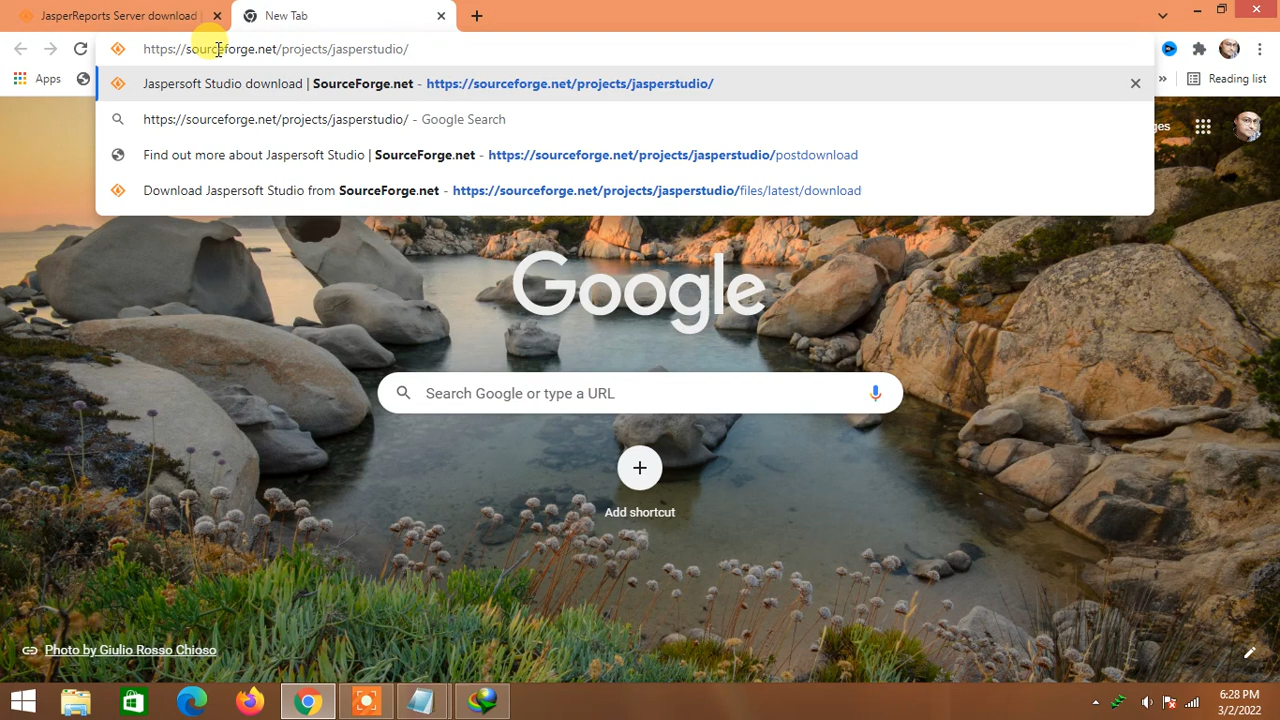 JasperReports Server download
New Tab
https://sourceforge.net/projects/jasperstudio/
Jaspersoft Studio download | SourceForge.net - https://sourceforge.net/projects/jasperstudio/
https://sourceforge.net/projects/jasperstudio/ - Google Search
Find out more about Jaspersoft Studio | SourceForge.net - https://sourceforge.net/projects/jasperstudio/postdownload
Download Jaspersoft Studio from SourceForge.net - https://sourceforge.net/projects/jasperstudio/files/latest/download
Apps
Reading list
Google
Search Google or type a URL
Add shortcut
Photo by Giulio Rosso Chioso
6:28 PM
3/2/2022